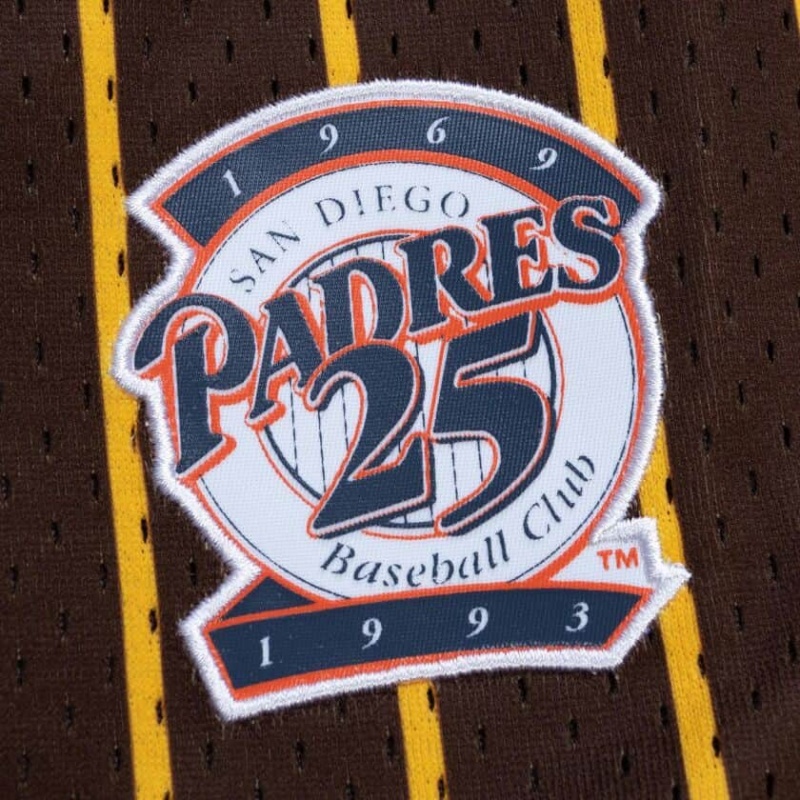 1969
SAN DIEGO
PADRES
25
Baseball Club
TM
1993